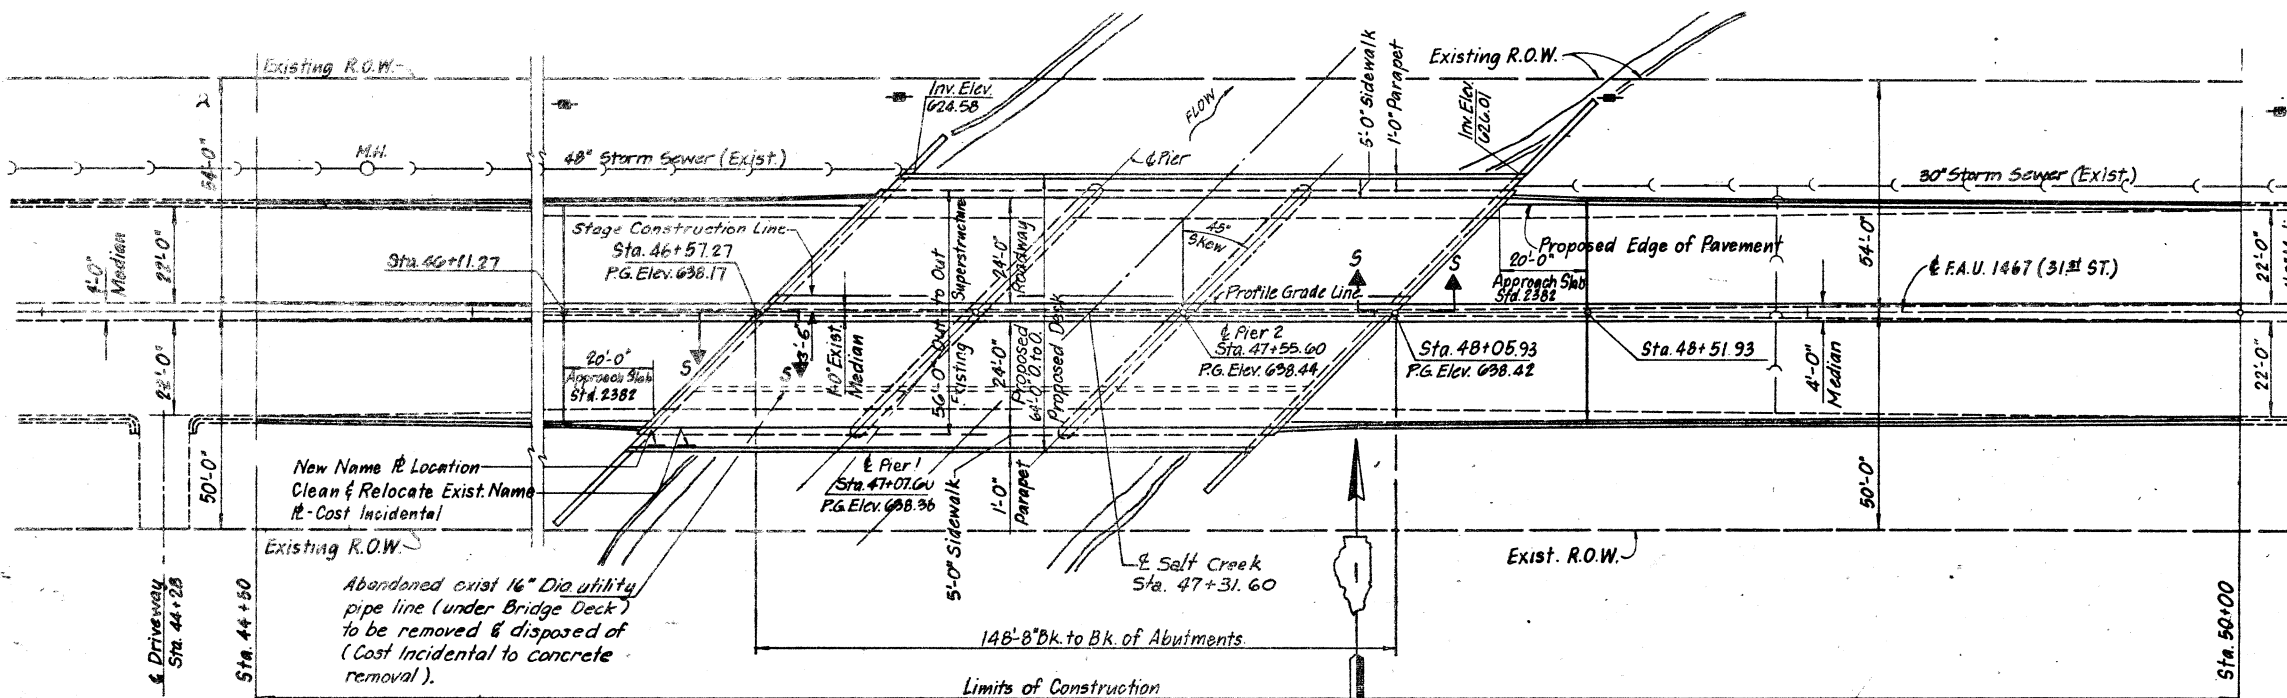 Existing R.O.W.
54'-0"
M.H.
48" Storm Sewer (Exist.)
Inv. Elev.
624.58
FLOW
℄ Pier
5'-0" Sidewalk
1'-0" Parapet
Existing R.O.W.
Inv. Elev.
626.01
30" Storm Sewer (Exist.)
4'-0"
Median
22'-0"
22'-0"
50'-0"
Sta. 46+11.27
Stage Construction Line
Sta. 46+57.27
P.G. Elev. 638.17
56'-0" Out to Out
Existing Superstructure
24'-0"
24'-0"
Proposed Roadway
64'-0" O. to O.
Proposed Deck
45°
Skew
Profile Grade Line
S
S
20'-0"
Approach Slab
Std. 2382
Proposed Edge of Pavement
54'-0"
℄ F.A.U. 1467 (31st ST.)
22'-0"
22'-0"
20'-0"
Approach Slab
Std. 2382
S
S
3'-6"
4'-0" Exist.
Median
℄ Pier 2
Sta. 47+55.60
P.G. Elev. 638.44
Sta. 48+05.93
P.G. Elev. 638.42
Sta. 48+51.93
4'-0"
Median
50'-0"
New Name ℙ Location
Clean & Relocate Exist. Name
ℙ-Cost Incidental
℄ Pier 1
Sta. 47+07.60
P.G. Elev. 638.36
5'-0" Sidewalk
1'-0"
Parapet
Existing R.O.W.
Exist. R.O.W.
℄ Salt Creek
Sta. 47+31.60
Abandoned exist 16" Dia. utility
pipe line (under Bridge Deck)
to be removed & disposed of
(Cost Incidental to concrete
removal).
℄ Driveway
Sta. 44+28
Sta. 44+50
Sta. 50+00
148'-8" Bk. to Bk. of Abutments
Limits of Construction